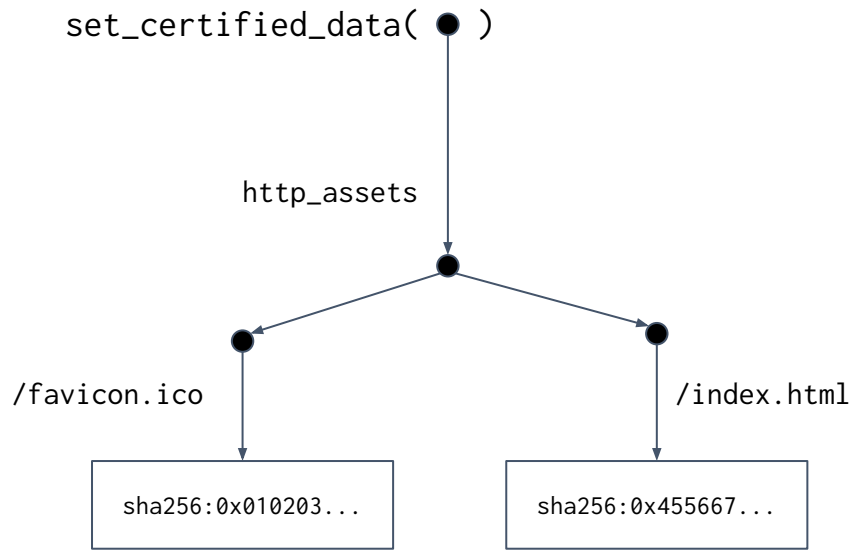 set_certified_data( )
http_assets
/favicon.ico
/index.html
sha256:0x010203...
sha256:0x455667...